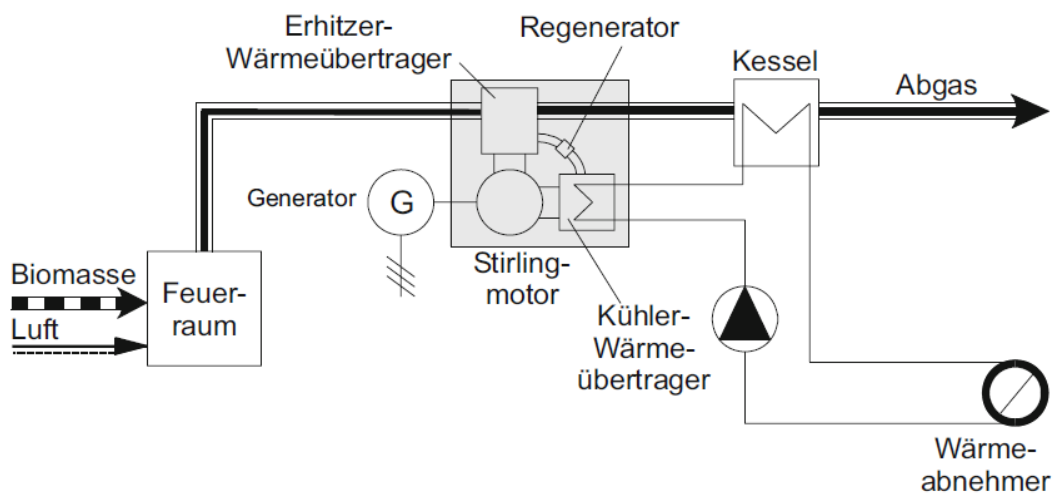 Erhitzer-
Wärmeübertrager
Regenerator
Kessel
Abgas
Generator
G
Stirling-
motor
Biomasse
Luft
Feuer-
raum
Kühler-
Wärme-
übertrager
Wärme-
abnehmer